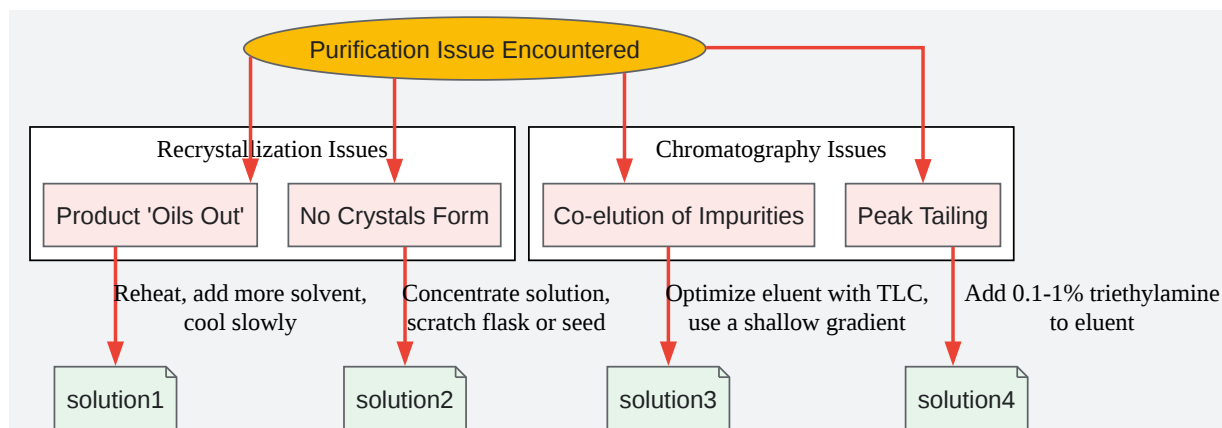 Purification Issue Encountered
Recrystallization Issues
Chromatography Issues
Product 'Oils Out'
No Crystals Form
Co-elution of Impurities
Peak Tailing
Reheat, add more solvent,
cool slowly
Concentrate solution,
scratch flask or seed
Optimize eluent with TLC,
use a shallow gradient
Add 0.1-1% triethylamine
to eluent
solution1
solution2
solution3
solution4